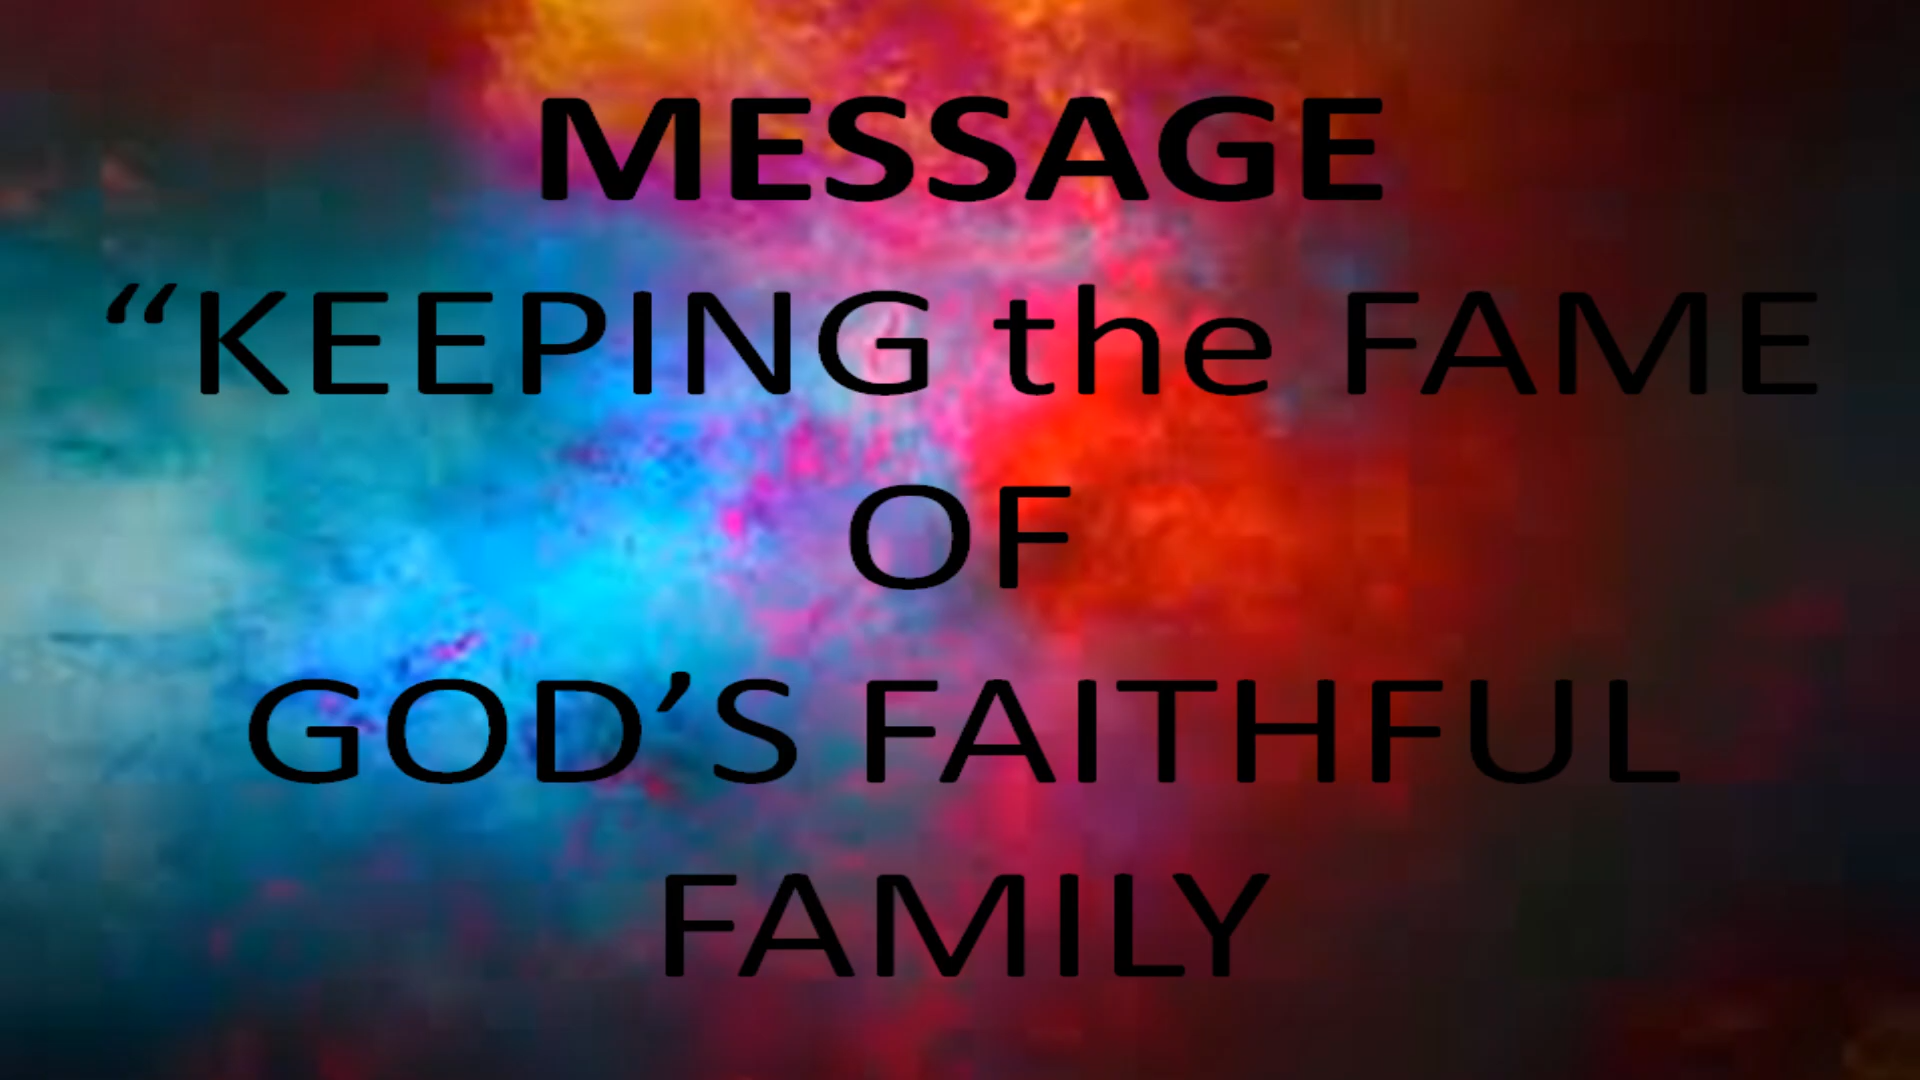 MESSAGE
“KEEPING the FAME
OF
GOD’S FAITHFUL
FAMILY